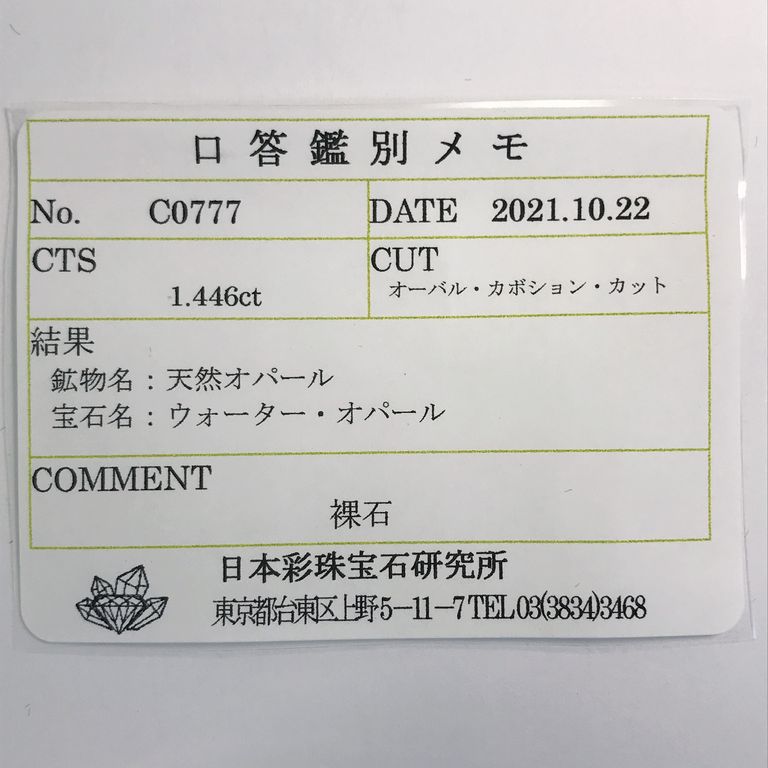 口答鑑別メモ
No. C0777 DATE 2021.10.22
CTS CUT
1.446ct オーバル・カボション・カット
結果
鉱物名：天然オパール
宝石名：ウォーター・オパール
COMMENT
裸石
日本彩珠宝石研究所
東京都台東区上野5−11−7 TEL03(3834)3468